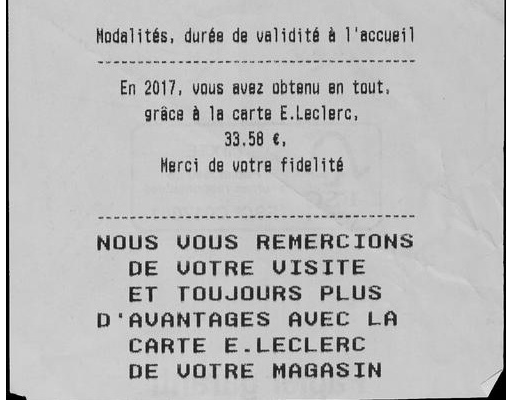 Modalités, durée de validité à l'accueil
----------------------------------------
En 2017, vous avez obtenu en tout,
grâce à la carte E.Leclerc,
33.58 €,
Merci de votre fidelité
----------------------------------------
NOUS VOUS REMERCIONS
DE VOTRE VISITE
ET TOUJOURS PLUS
D'AVANTAGES AVEC LA
CARTE E.LECLERC
DE VOTRE MAGASIN